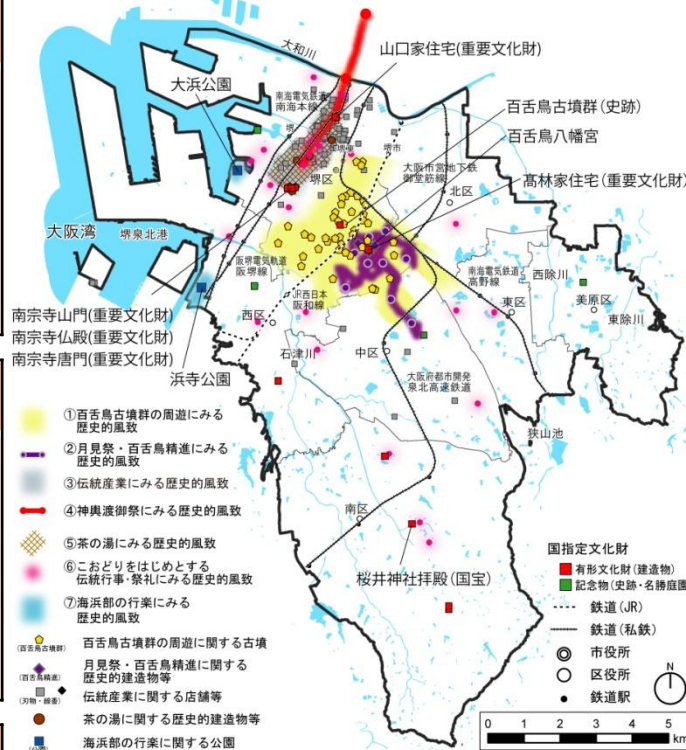 大和川
山口家住宅(重要文化財)
大浜公園
南海電気鉄道
南海本線
百舌鳥古墳群(史跡)
堺
堺東
堺市
百舌鳥八幡宮
堺区
大阪市営地下鉄
御堂筋線
北区
髙林家住宅(重要文化財)
大阪湾
堺泉北港
阪堺電気軌道
阪堺線
南海電気鉄道
高野線
西除川
美原区
東除川
東区
JR西日本
阪和線
南宗寺山門(重要文化財)
南宗寺仏殿(重要文化財)
南宗寺唐門(重要文化財)
西区
石津川
中区
浜寺公園
大阪府都市開発
泉北高速鉄道
狭山池
①百舌鳥古墳群の周遊にみる
歴史的風致
②月見祭・百舌鳥精進にみる
歴史的風致
③伝統産業にみる歴史的風致
④神輿渡御祭にみる歴史的風致
⑤茶の湯にみる歴史的風致
⑥こおどりをはじめとする
伝統行事・祭礼にみる歴史的風致
⑦海浜部の行楽にみる
歴史的風致
南区
桜井神社拝殿(国宝)
(百舌鳥古墳群)
百舌鳥古墳群の周遊に関する古墳
(百舌鳥精進)
月見祭・百舌鳥精進に関する
歴史的建造物等
(刃物・線香)
伝統産業に関する店舗等
茶の湯に関する歴史的建造物等
(公園)
海浜部の行楽に関する公園
国指定文化財
有形文化財(建造物)
記念物(史跡・名勝庭園)
鉄道(JR)
鉄道(私鉄)
市役所
区役所
鉄道駅
N
0 1 2 3 4 5
km